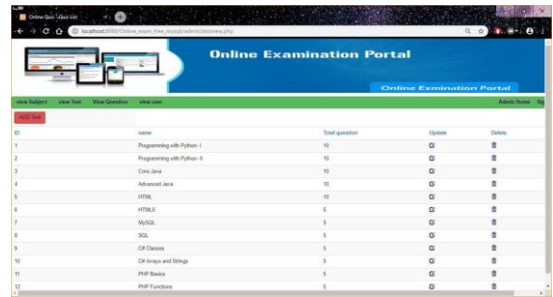 Online Quiz - Quiz List
localhost:8080/Online_exam_free_mysqli/admin/testview.php
Online Examination Portal
Online Exmination Portal
view Subject view Test View Question view user Admin Home
ADD Test
ID name Total question Update Delete
1 Programming with Python- I 10
2 Programming with Python- II 10
3 Core Java 10
4 Advanced Java 10
5 HTML 10
6 HTML5 5
7 MySQL 5
8 SQL 5
9 C# Classes 5
10 C# Arrays and Strings 5
11 PHP Basics 5
12 PHP Functions 5